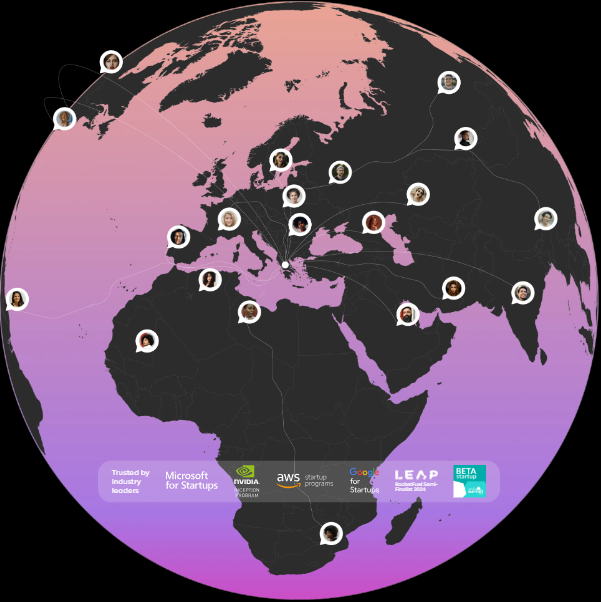 Trusted by
industry
leaders
Microsoft
for Startups
NVIDIA
INCEPTION
PROGRAM
aws
startup
programs
Google
for
Startups
LEAP
RocketFuel Semi-
Finalist 2024
BETA
startup